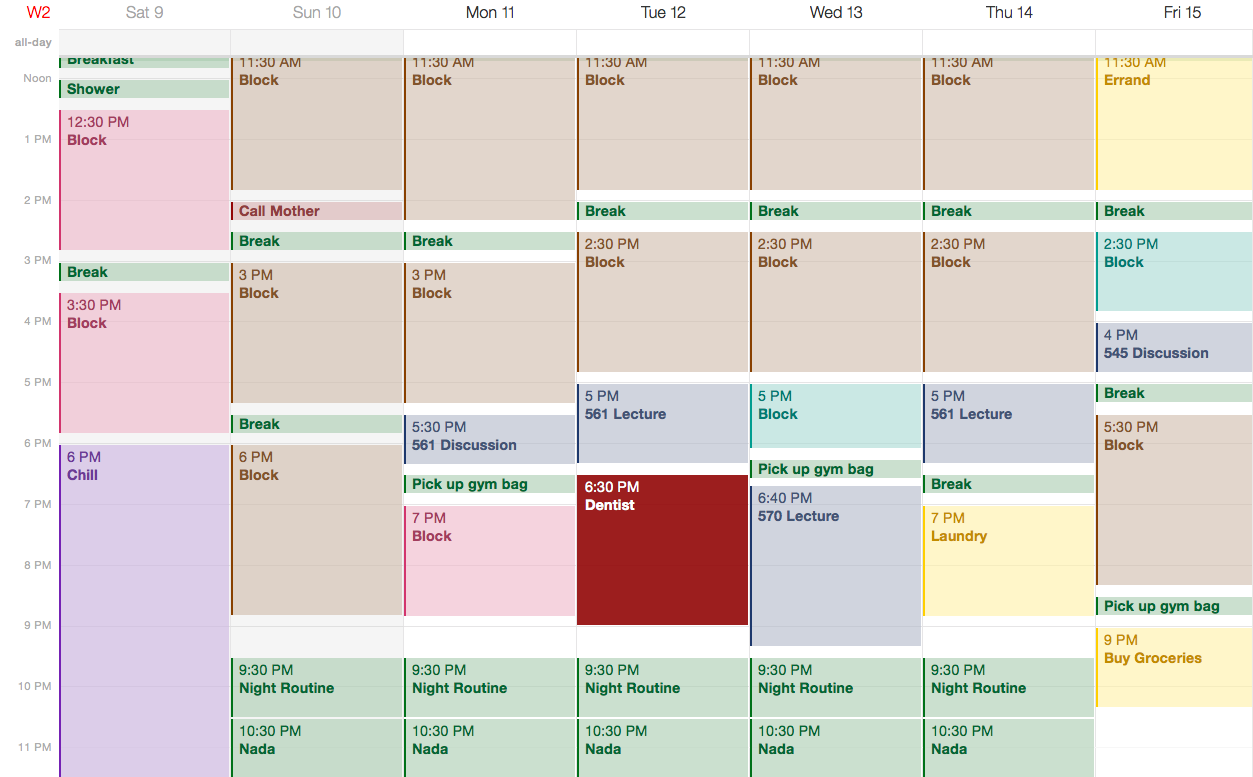 W2
Sat 9
Sun 10
Mon 11
Tue 12
Wed 13
Thu 14
Fri 15
all-day
Noon
1 PM
2 PM
3 PM
4 PM
5 PM
6 PM
7 PM
8 PM
9 PM
10 PM
11 PM
Breakfast
Shower
12:30 PM
Block
Break
3:30 PM
Block
6 PM
Chill
11:30 AM
Block
Call Mother
Break
3 PM
Block
Break
6 PM
Block
9:30 PM
Night Routine
10:30 PM
Nada
11:30 AM
Block
Break
3 PM
Block
5:30 PM
561 Discussion
Pick up gym bag
7 PM
Block
9:30 PM
Night Routine
10:30 PM
Nada
11:30 AM
Block
Break
2:30 PM
Block
5 PM
561 Lecture
6:30 PM
Dentist
9:30 PM
Night Routine
10:30 PM
Nada
11:30 AM
Block
Break
2:30 PM
Block
5 PM
Block
Pick up gym bag
6:40 PM
570 Lecture
9:30 PM
Night Routine
10:30 PM
Nada
11:30 AM
Block
Break
2:30 PM
Block
5 PM
561 Lecture
Break
7 PM
Laundry
9:30 PM
Night Routine
10:30 PM
Nada
11:30 AM
Errand
Break
2:30 PM
Block
4 PM
545 Discussion
Break
5:30 PM
Block
Pick up gym bag
9 PM
Buy Groceries